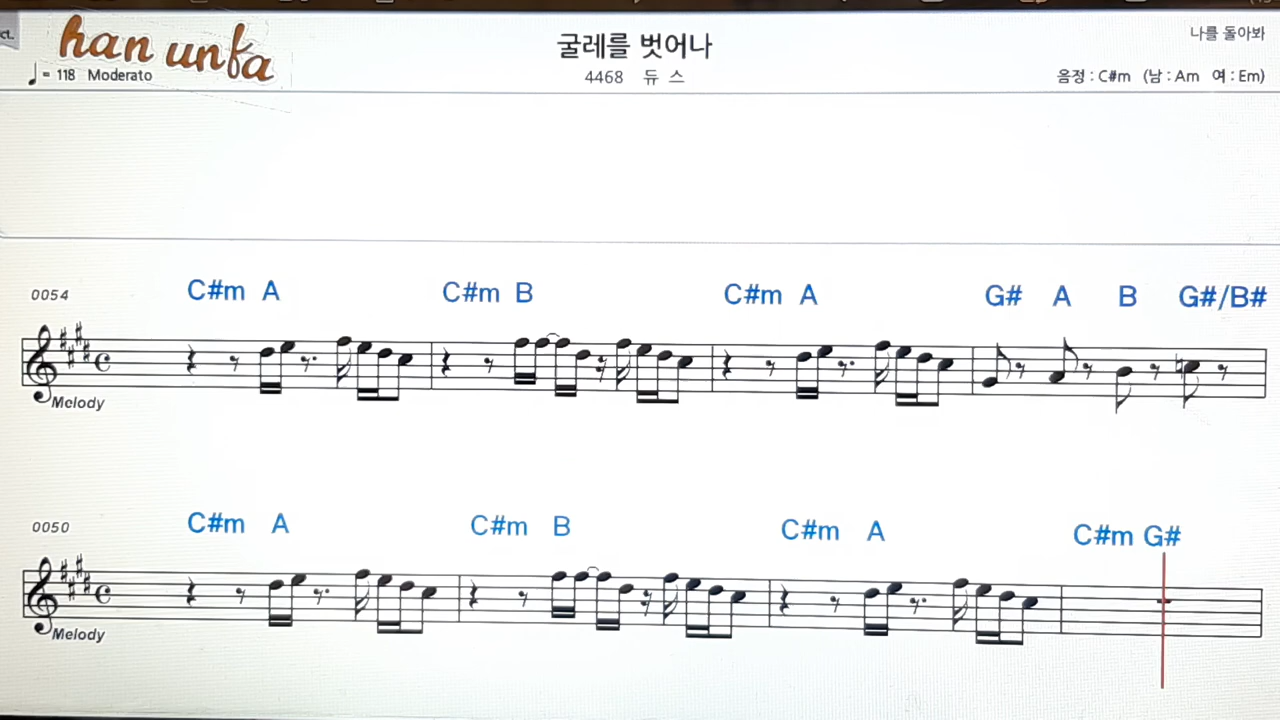 ct.
han unfa
나를 돌아봐
굴레를 벗어나
♩ = 118 Moderato
4468 듀 스
음정 : C#m (남 : Am 여 : Em)
0054
C#m A C#m B C#m A G# A B G#/B#
Melody
0050
C#m A C#m B C#m A C#m G#
Melody